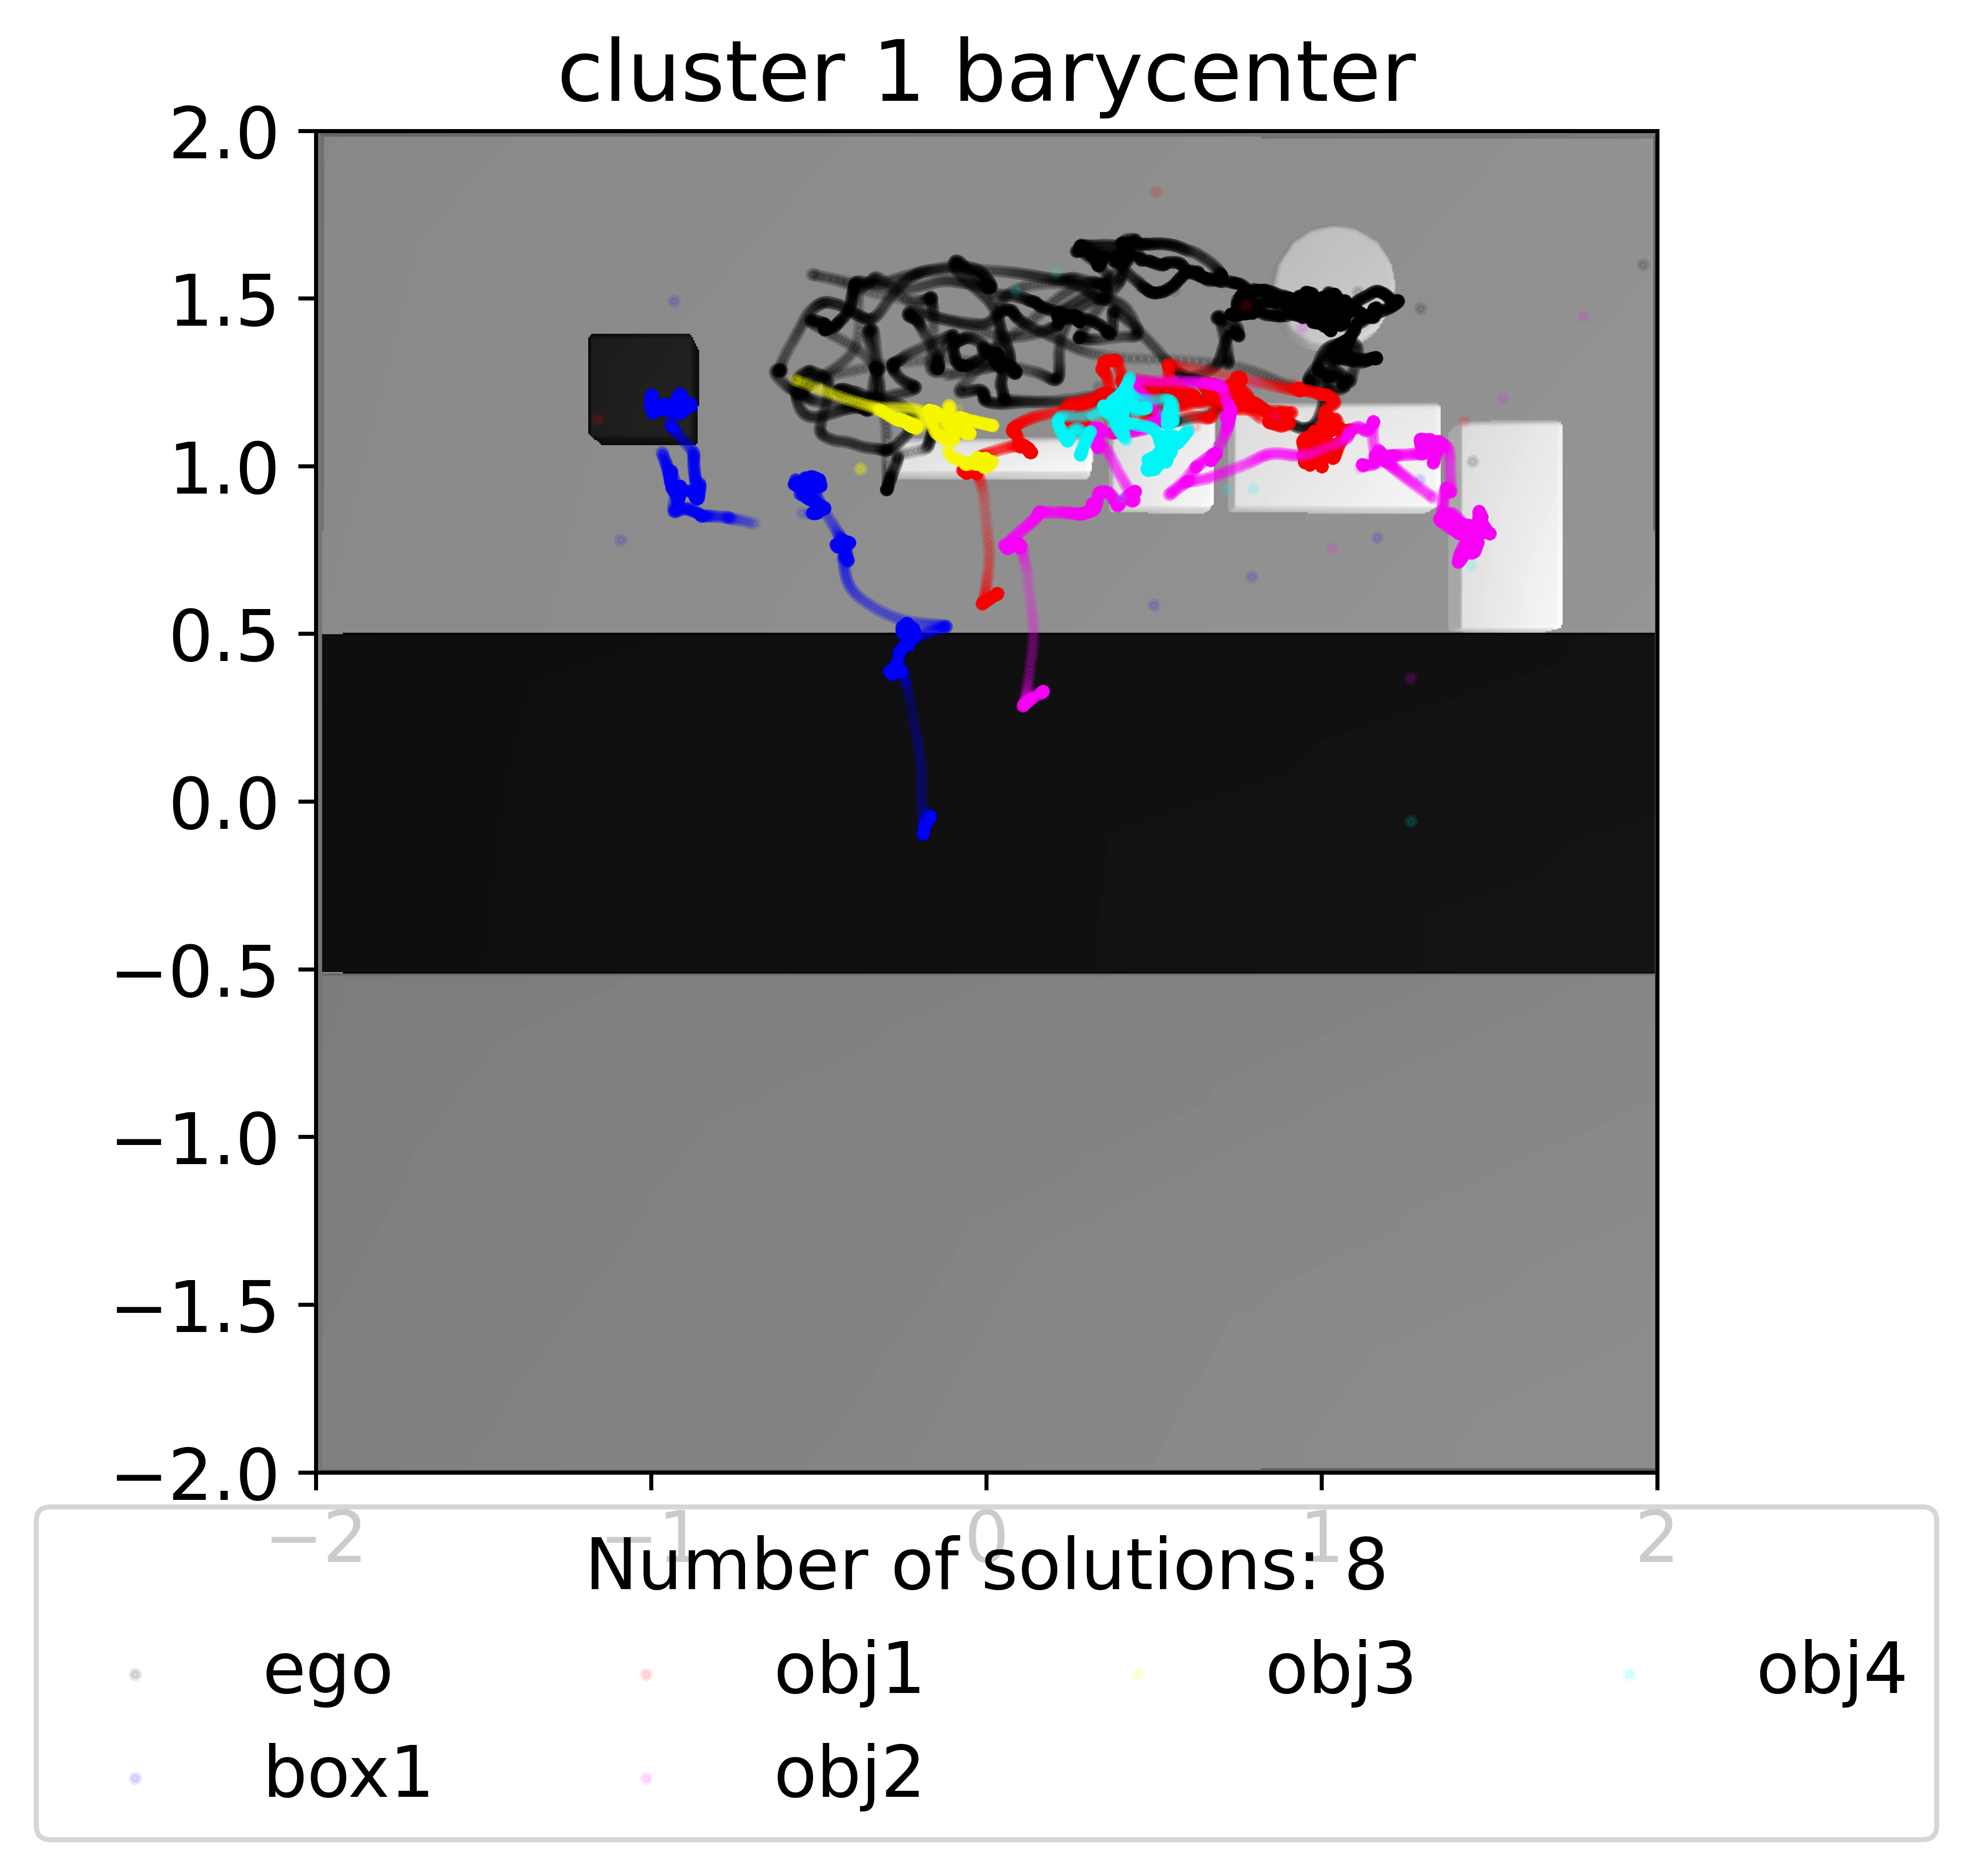 cluster 1 barycenter
2.0
1.5
1.0
0.5
0.0
−0.5
−1.0
−1.5
−2.0
−2 −1 0 1 2
Number of solutions: 8
ego obj1 obj3 obj4
box1 obj2